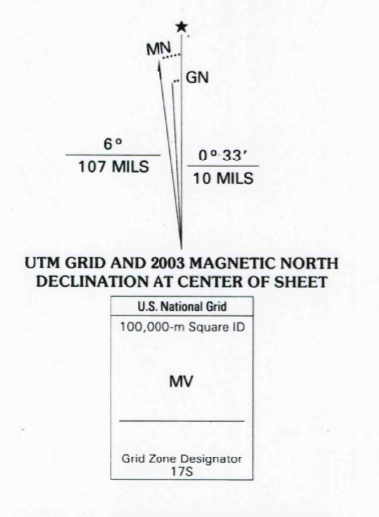 MN
GN
6°
107 MILS
0° 33′
10 MILS
UTM GRID AND 2003 MAGNETIC NORTH
DECLINATION AT CENTER OF SHEET
U.S. National Grid
100,000-m Square ID
MV
Grid Zone Designator
17S